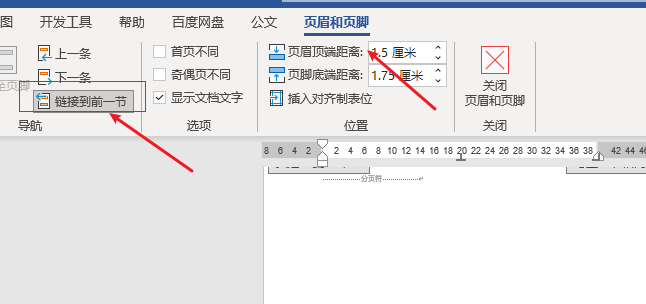 图 开发工具 帮助 百度网盘 公文 页眉和页脚
上一条 首页不同 页眉顶端距离: 1.5 厘米
下一条 奇偶页不同 页脚底端距离: 1.75 厘米 关闭
至页脚 链接到前一节 显示文档文字 插入对齐制表位 页眉和页脚
导航 选项 位置 关闭
8 6 4 2 2 4 6 8 10 12 14 16 18 20 22 24 26 28 30 32 34 36 38 42 44 46
分页符